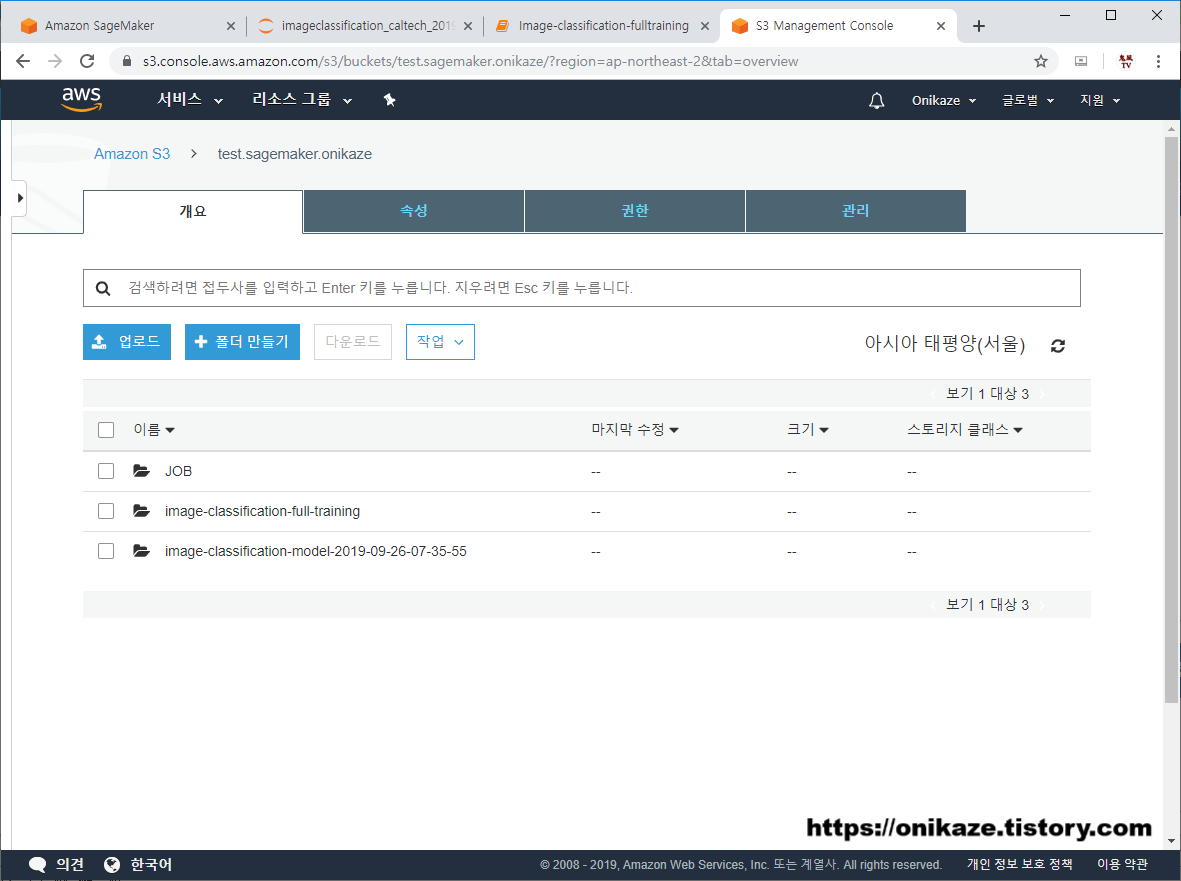 Amazon SageMaker
imageclassification_caltech_2019
Image-classification-fulltraining
S3 Management Console
s3.console.aws.amazon.com/s3/buckets/test.sagemaker.onikaze/?region=ap-northeast-2&tab=overview
aws 서비스 리소스 그룹 Onikaze 글로벌 지원
Amazon S3 > test.sagemaker.onikaze
개요 속성 권한 관리
검색하려면 접두사를 입력하고 Enter 키를 누릅니다. 지우려면 Esc 키를 누릅니다.
업로드 + 폴더 만들기 다운로드 작업 아시아 태평양(서울)
보기 1 대상 3
이름 마지막 수정 크기 스토리지 클래스
JOB -- -- --
image-classification-full-training -- -- --
image-classification-model-2019-09-26-07-35-55 -- -- --
보기 1 대상 3
https://onikaze.tistory.com
의견 한국어 © 2008 - 2019, Amazon Web Services, Inc. 또는 계열사. All rights reserved. 개인 정보 보호 정책 이용 약관